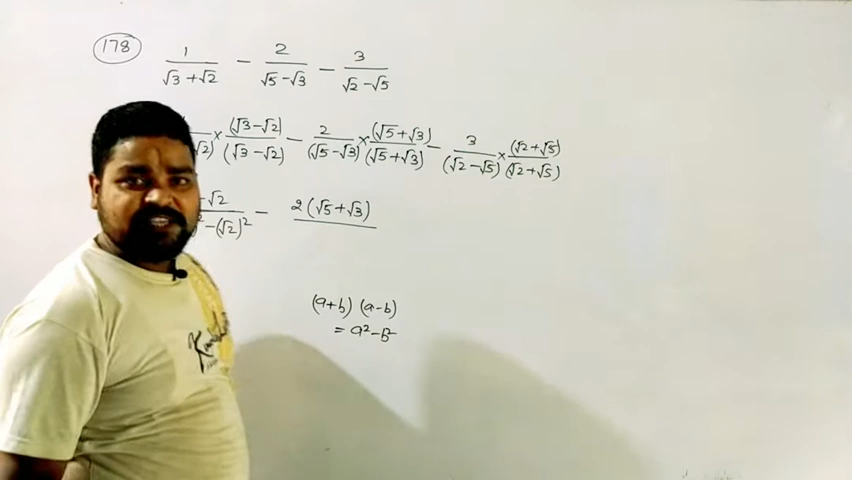 178
1/(√3 + √2) − 2/(√5 − √3) − 3/(√2 − √5)
√2) × (√3 − √2)/(√3 − √2) − 2/(√5 − √3) × (√5 + √3)/(√5 + √3) − 3/(√2 − √5) × (√2 + √5)/(√2 + √5)
− √2/² − (√2)² − 2(√5 + √3)
(a+b) (a−b)
= a² − b²